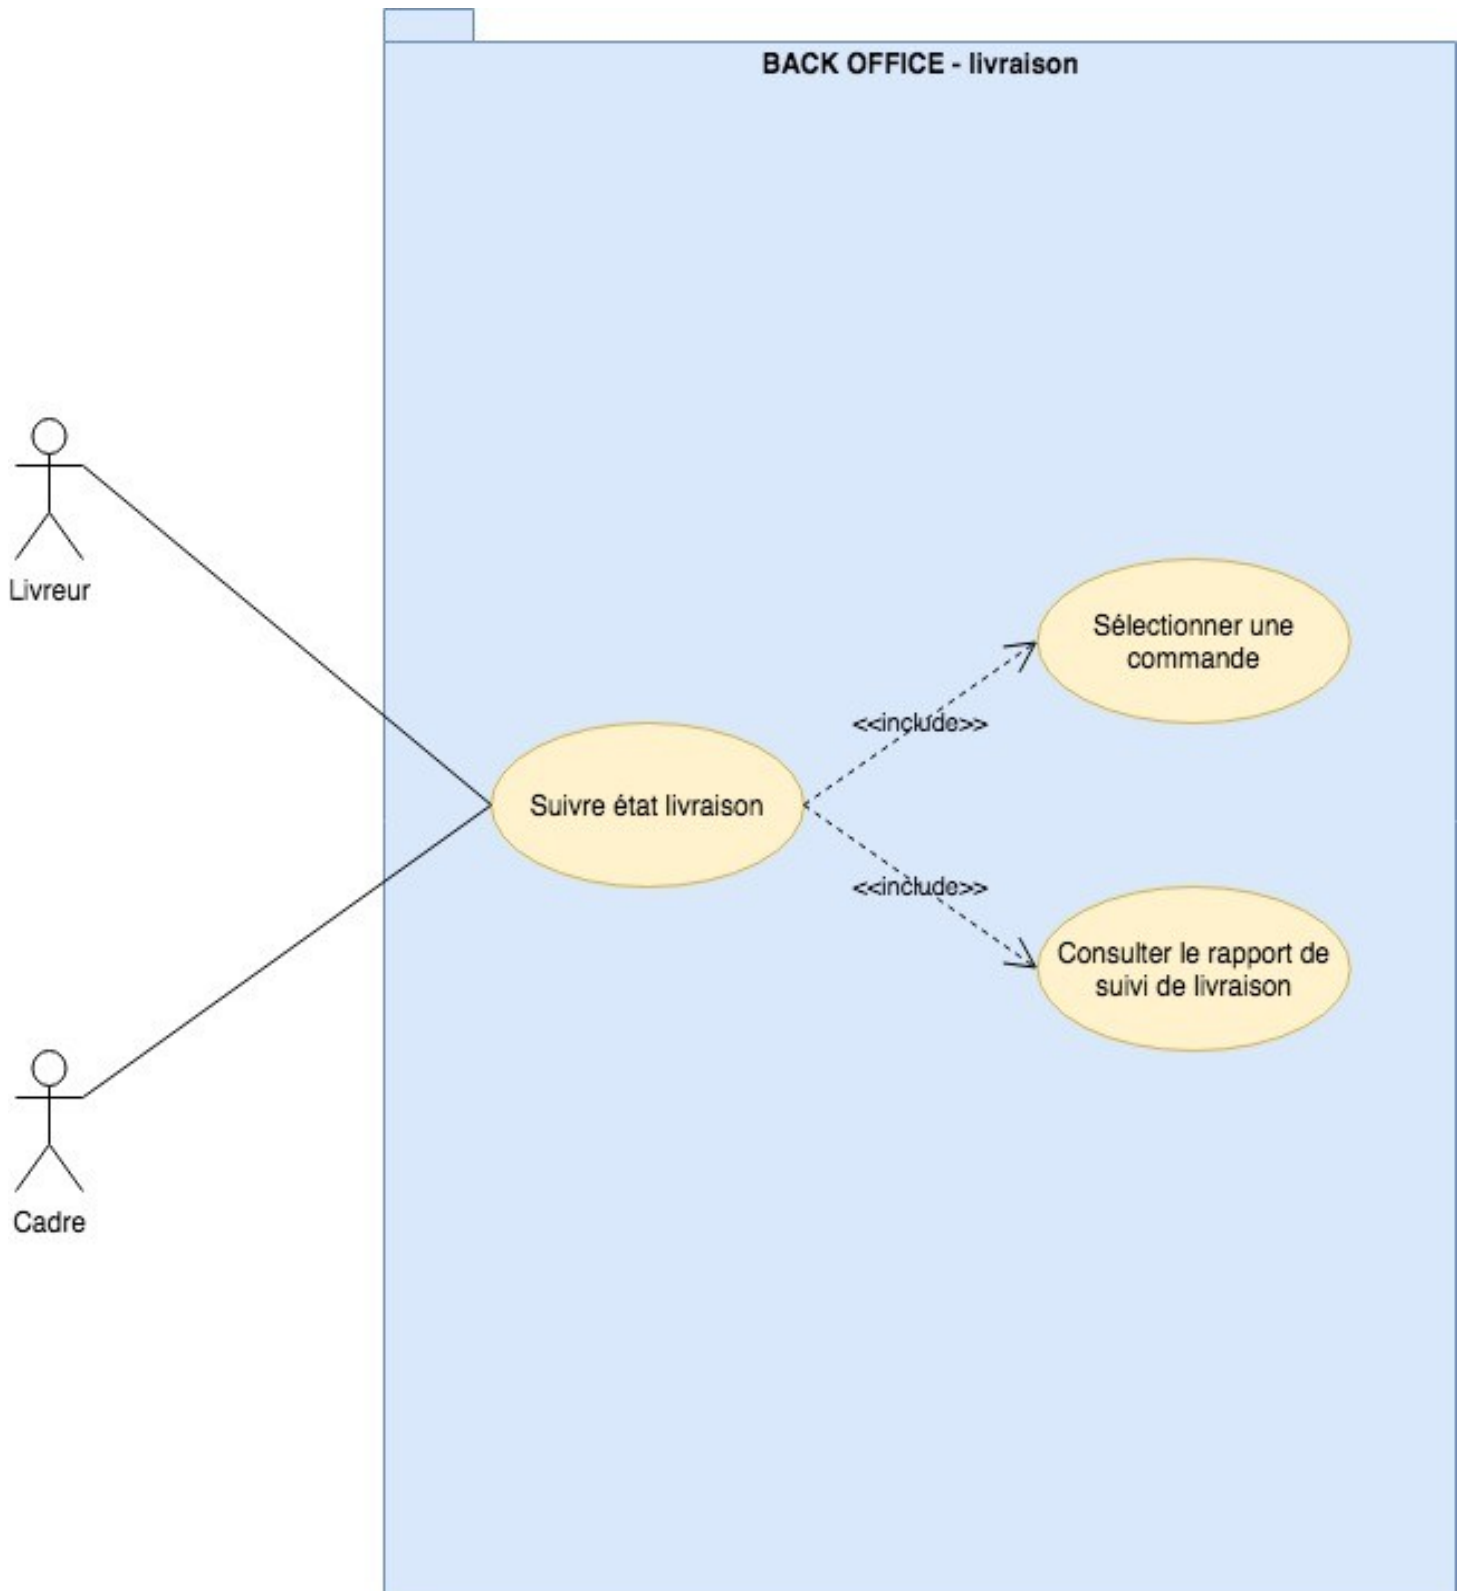 BACK OFFICE - livraison
Livreur
Sélectionner une
commande
<<include>>
Suivre état livraison
<<include>>
Consulter le rapport de
suivi de livraison
Cadre